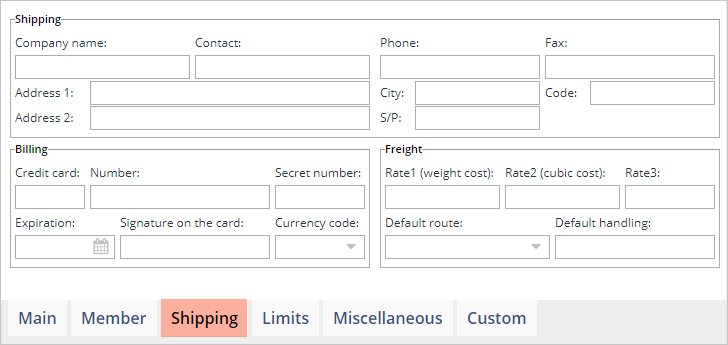 Shipping
Company name: Contact: Phone: Fax:
Address 1: City: Code:
Address 2: S/P:
Billing Freight
Credit card: Number: Secret number: Rate1 (weight cost): Rate2 (cubic cost): Rate3:
Expiration: Signature on the card: Currency code: Default route: Default handling:
Main Member Shipping Limits Miscellaneous Custom